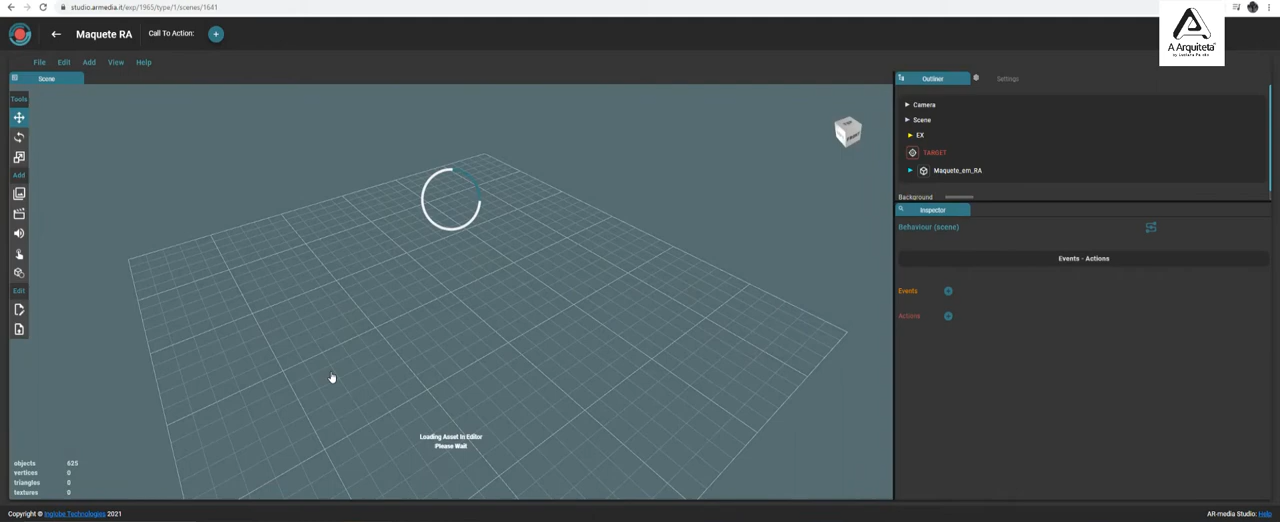 studio.armedia.it/exp/1965/type/1/scenes/1641
Maquete RA
Call To Action:
A Arquiteta
File Edit Add View Help
Scene
Outliner
Settings
Tools
Add
Edit
FRONT
Camera
Scene
EX
TARGET
Maquete_em_RA
Background
Inspector
Behaviour (scene)
Events - Actions
Events
Actions
Loading Asset In Editor
Please Wait
objects 625
vertices 0
triangles 0
textures 0
Copyright © Inglobe Technologies 2021
AR-media Studio: Help